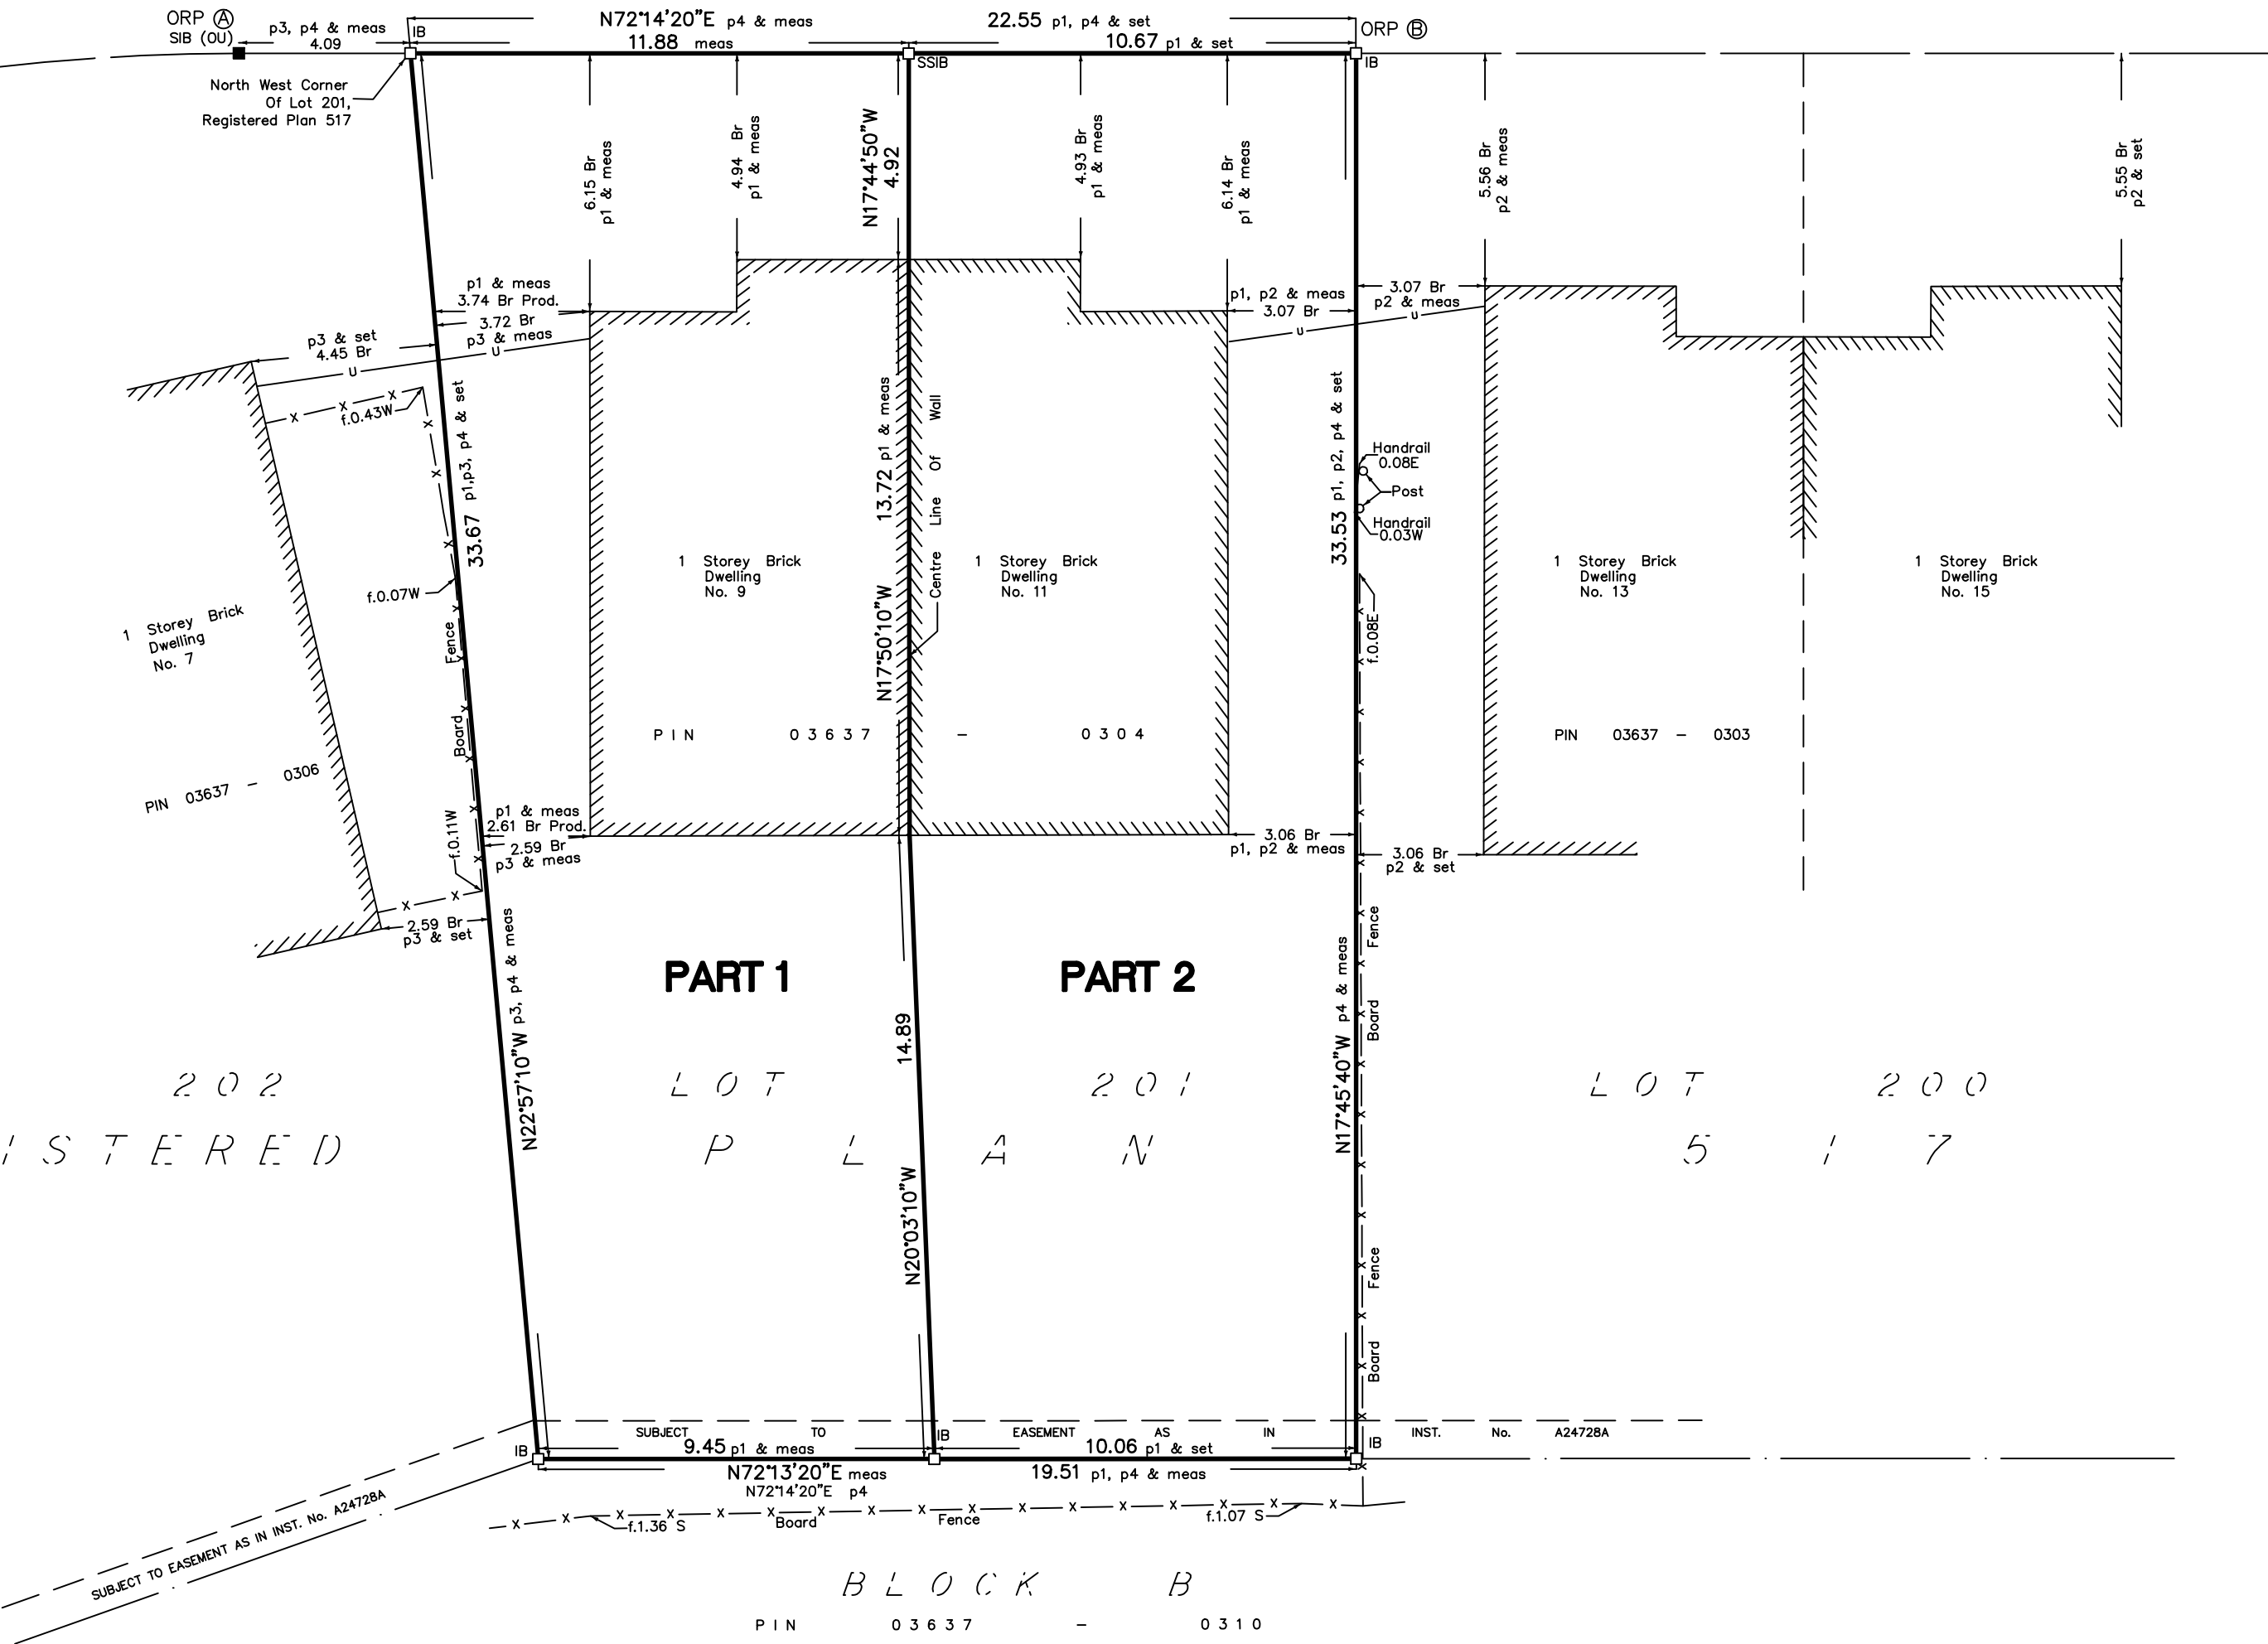 ORP Ⓐ
SIB (OU)
p3, p4 & meas
4.09
IB
N72°14'20"E p4 & meas
22.55 p1, p4 & set
11.88 meas
10.67 p1 & set
ORP Ⓑ
SSIB
IB
North West Corner
Of Lot 201,
Registered Plan 517
6.15 Br
p1 & meas
4.94 Br
p1 & meas
N17°44'50"W
4.92
4.93 Br
p1 & meas
6.14 Br
p1 & meas
5.56 Br
p2 & meas
5.55 Br
p2 & set
p1 & meas
3.74 Br Prod.
3.72 Br
p3 & meas
p3 & set
4.45 Br
U
U
p1, p2 & meas
3.07 Br
3.07 Br
p2 & meas
U
U
X X X
f.0.43W
33.67 p1,p3, p4 & set
13.72 p1 & meas
Centre Line Of Wall
33.53 p1, p2, p4 & set
Handrail
0.08E
Post
Handrail
0.03W
1 Storey Brick
Dwelling
No. 9
1 Storey Brick
Dwelling
No. 11
1 Storey Brick
Dwelling
No. 13
1 Storey Brick
Dwelling
No. 15
f.0.07W
N17°50'10"W
f.0.08E
1 Storey Brick
Dwelling
No. 7
Board Fence
PIN 03637 - 0304
PIN 03637 - 0303
PIN 03637 - 0306
f.0.11W
p1 & meas
2.61 Br Prod.
2.59 Br
p3 & meas
3.06 Br
p1, p2 & meas
3.06 Br
p2 & set
X X
2.59 Br
p3 & set
N22°57'10"W p3, p4 & meas
PART 1
PART 2
14.89
N17°45'40"W p4 & meas
Board Fence
202
LOT 201
LOT 200
ISTERED
PLAN
517
N20°03'10"W
Board Fence
SUBJECT TO EASEMENT AS IN INST. No. A24728A
IB
9.45 p1 & meas
IB
10.06 p1 & set
IB
N72°13'20"E meas
19.51 p1, p4 & meas
N72°14'20"E p4
f.1.36 S
Board Fence
f.1.07 S
SUBJECT TO EASEMENT AS IN INST. No. A24728A
BLOCK B
PIN 03637 - 0310